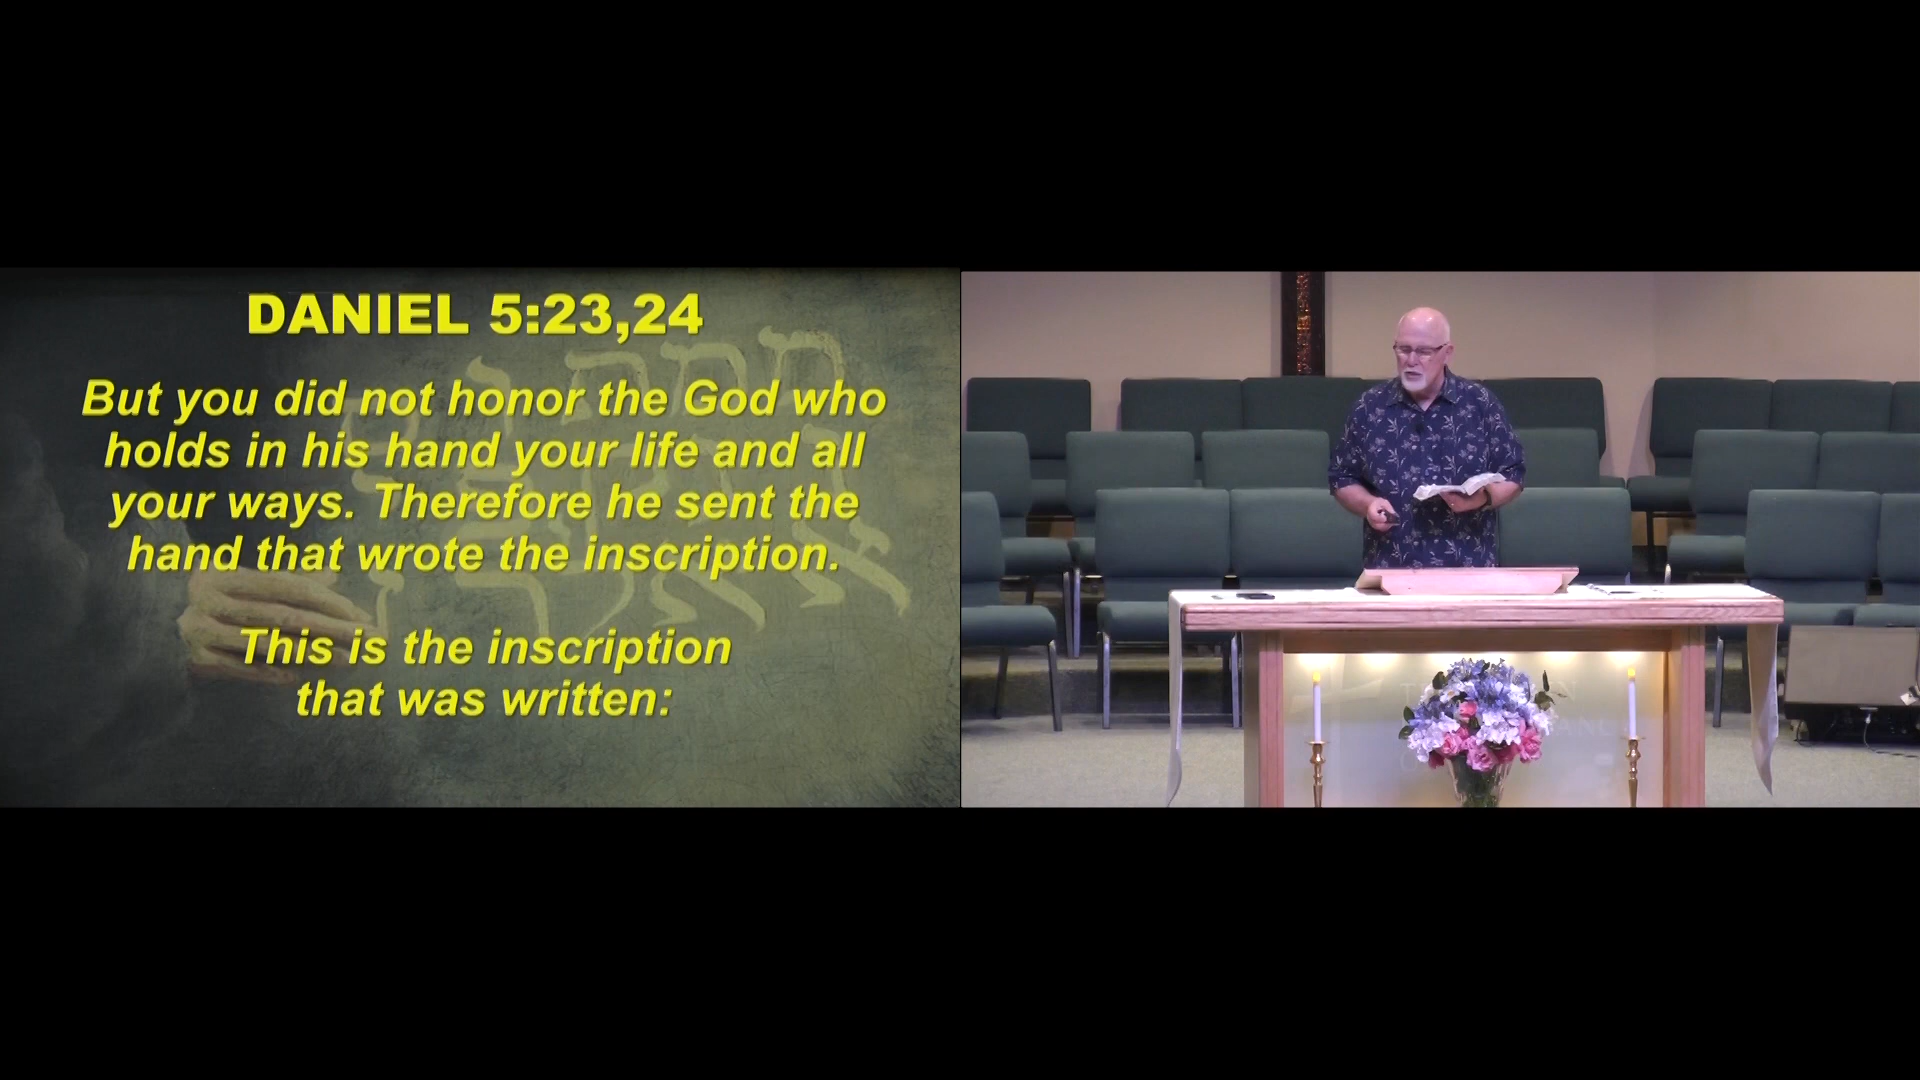 DANIEL 5:23,24
But you did not honor the God who
holds in his hand your life and all
your ways. Therefore he sent the
hand that wrote the inscription.
This is the inscription
that was written: